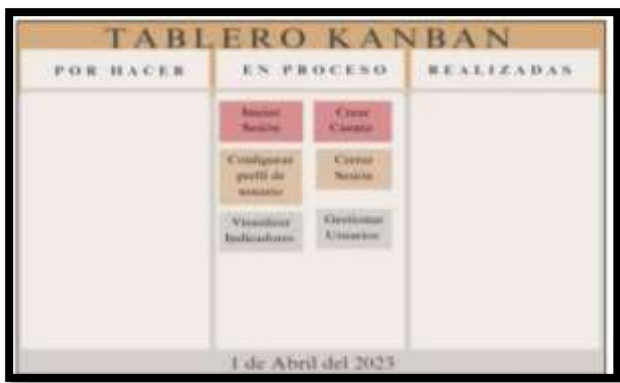 TABLERO KANBAN
POR HACER
EN PROCESO
REALIZADAS
Iniciar
Sesión
Crear
Cuenta
Configurar
perfil de
usuario
Cerrar
Sesión
Visualizar
Indicadores
Gestionar
Usuarios
1 de Abril del 2023